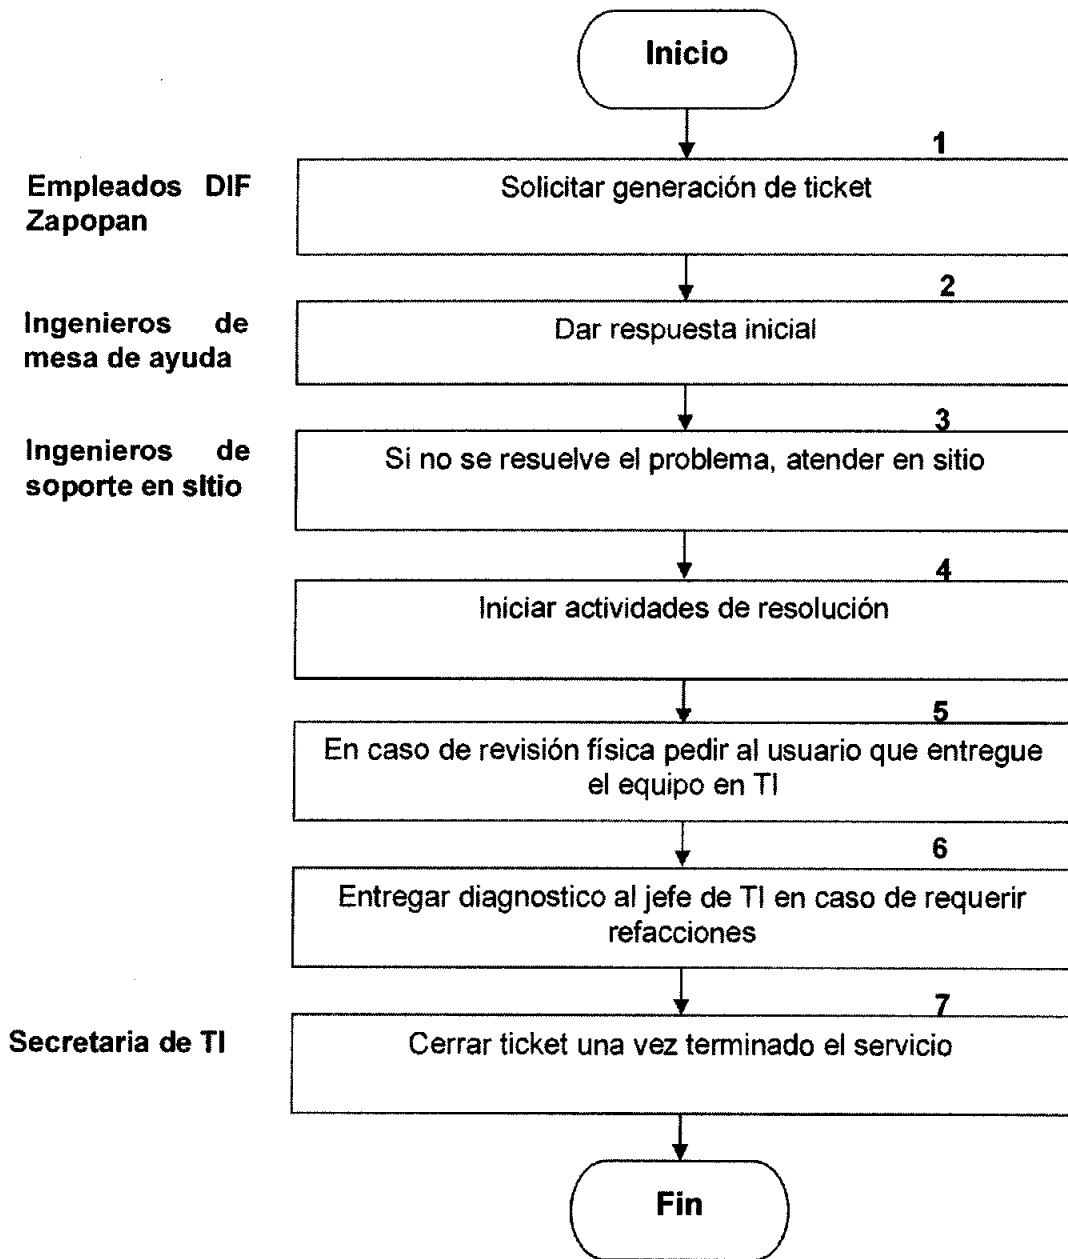 Inicio
1
Empleados DIF
Zapopan
Solicitar generación de ticket
2
Ingenieros de
mesa de ayuda
Dar respuesta inicial
3
Ingenieros de
soporte en sitio
Si no se resuelve el problema, atender en sitio
4
Iniciar actividades de resolución
5
En caso de revisión física pedir al usuario que entregue
el equipo en TI
6
Entregar diagnostico al jefe de TI en caso de requerir
refacciones
7
Secretaria de TI
Cerrar ticket una vez terminado el servicio
Fin